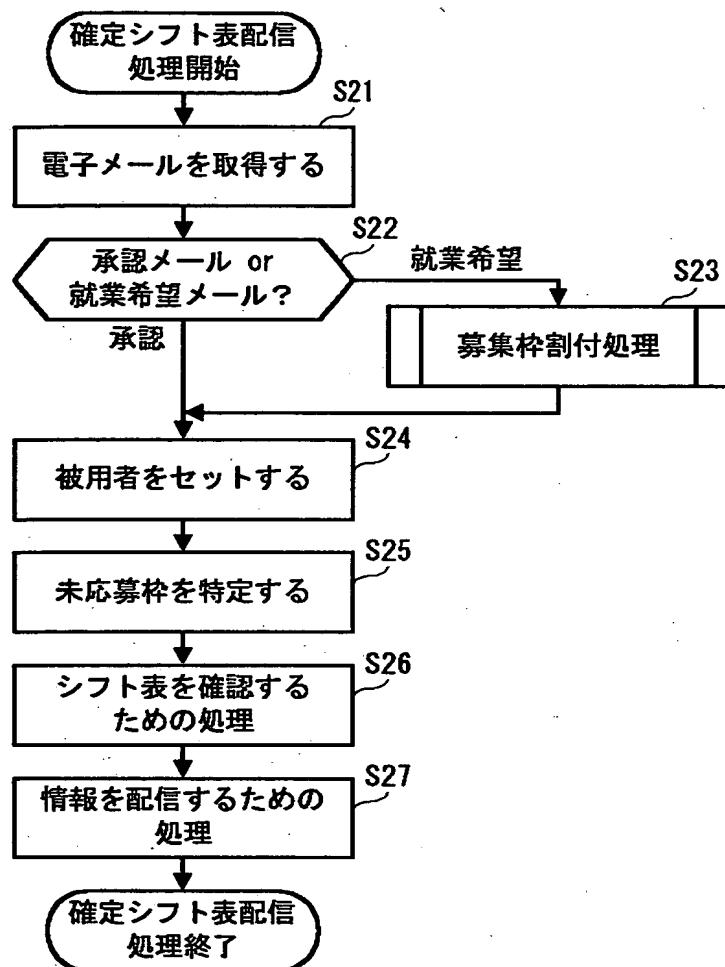 確定シフト表配信
処理開始
S21
電子メールを取得する
S22
承認メール or
就業希望メール?
就業希望
S23
募集枠割付処理
承認
S24
被用者をセットする
S25
未応募枠を特定する
S26
シフト表を確認する
ための処理
S27
情報を配信するための
処理
確定シフト表配信
処理終了